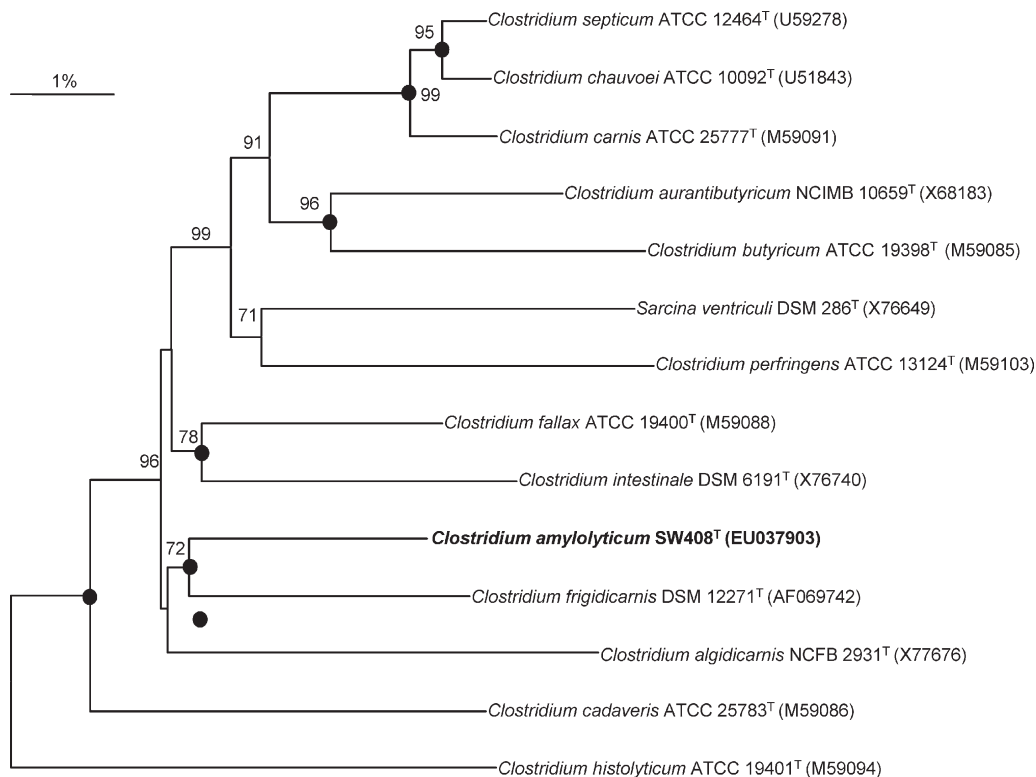 95
Clostridium septicum ATCC 12464ᵀ (U59278)
1%
Clostridium chauvoei ATCC 10092ᵀ (U51843)
99
Clostridium carnis ATCC 25777ᵀ (M59091)
91
Clostridium aurantibutyricum NCIMB 10659ᵀ (X68183)
96
99
Clostridium butyricum ATCC 19398ᵀ (M59085)
71
Sarcina ventriculi DSM 286ᵀ (X76649)
Clostridium perfringens ATCC 13124ᵀ (M59103)
Clostridium fallax ATCC 19400ᵀ (M59088)
78
96
Clostridium intestinale DSM 6191ᵀ (X76740)
Clostridium amylolyticum SW408ᵀ (EU037903)
72
Clostridium frigidicarnis DSM 12271ᵀ (AF069742)
Clostridium algidicarnis NCFB 2931ᵀ (X77676)
Clostridium cadaveris ATCC 25783ᵀ (M59086)
Clostridium histolyticum ATCC 19401ᵀ (M59094)